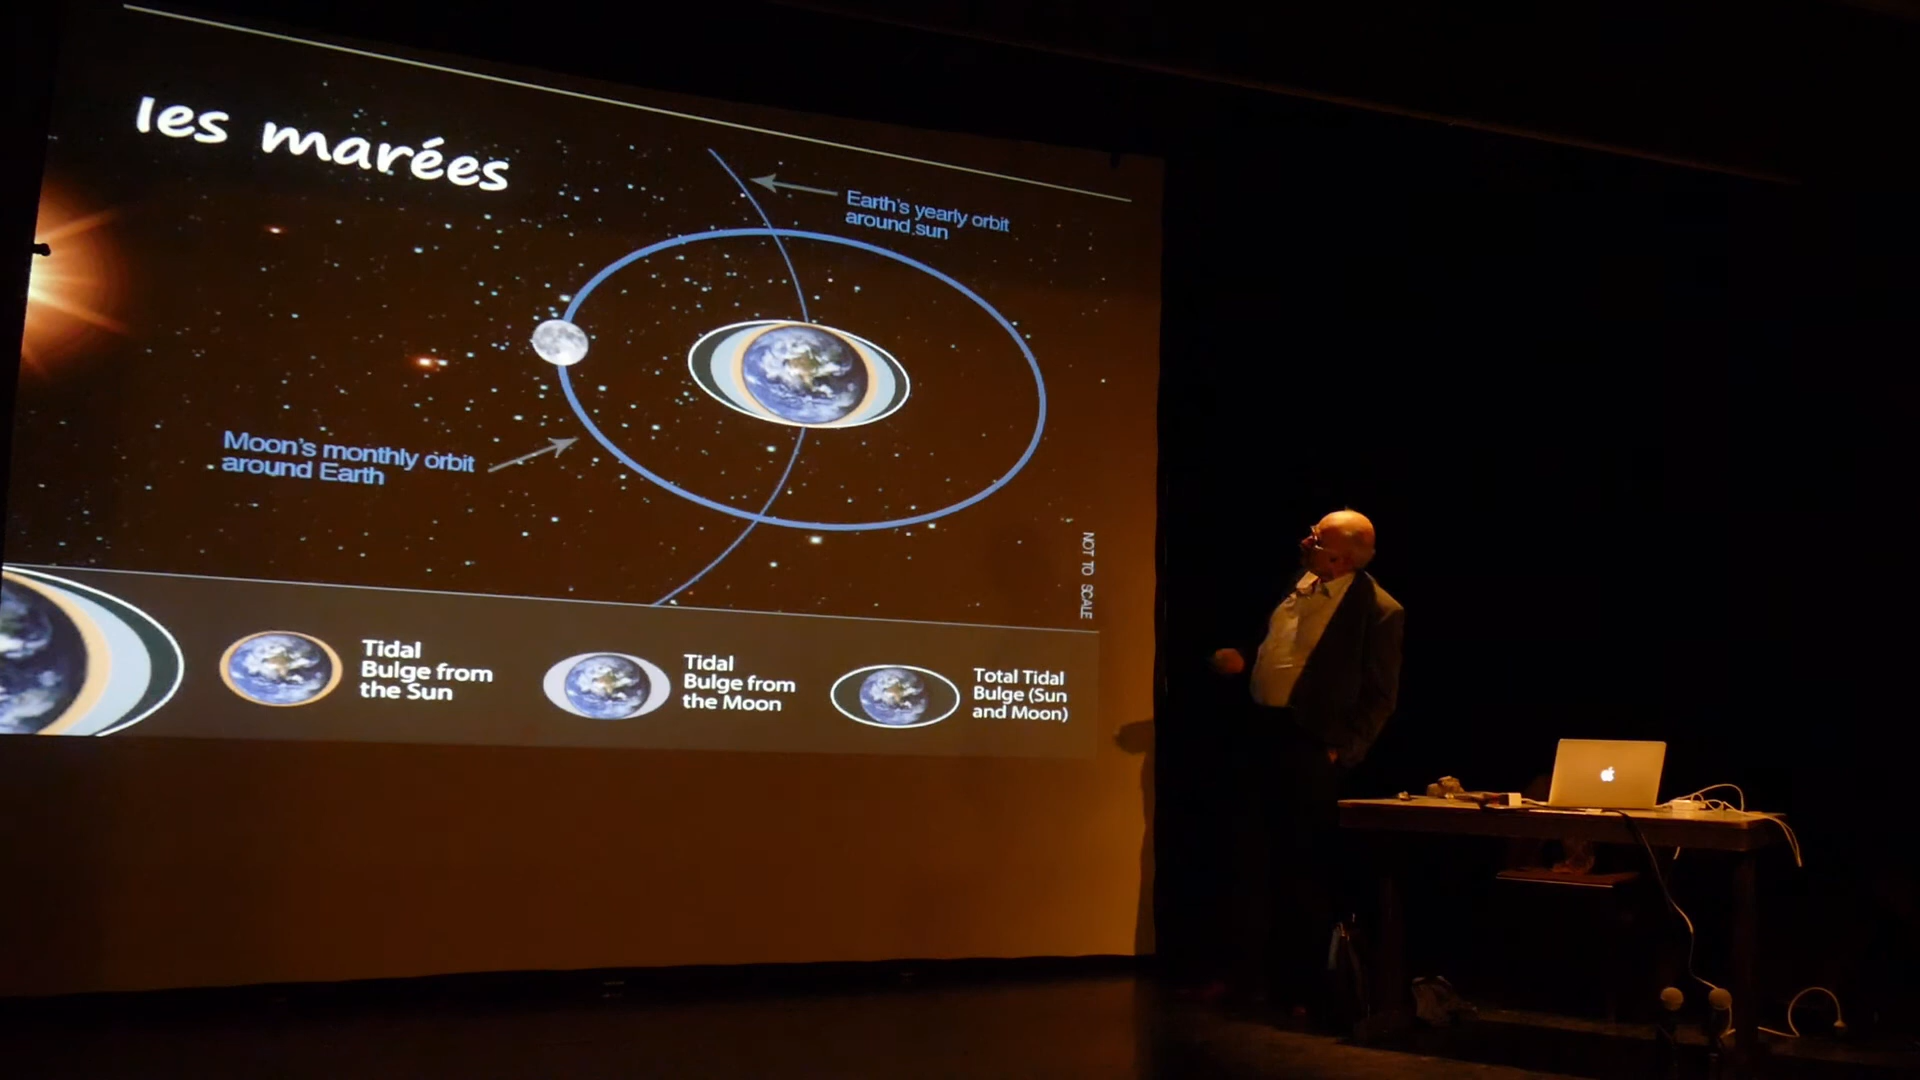 les marées
Earth's yearly orbit
around sun
Moon's monthly orbit
around Earth
NOT TO SCALE
Tidal
Bulge from
the Sun
Tidal
Bulge from
the Moon
Total Tidal
Bulge (Sun
and Moon)